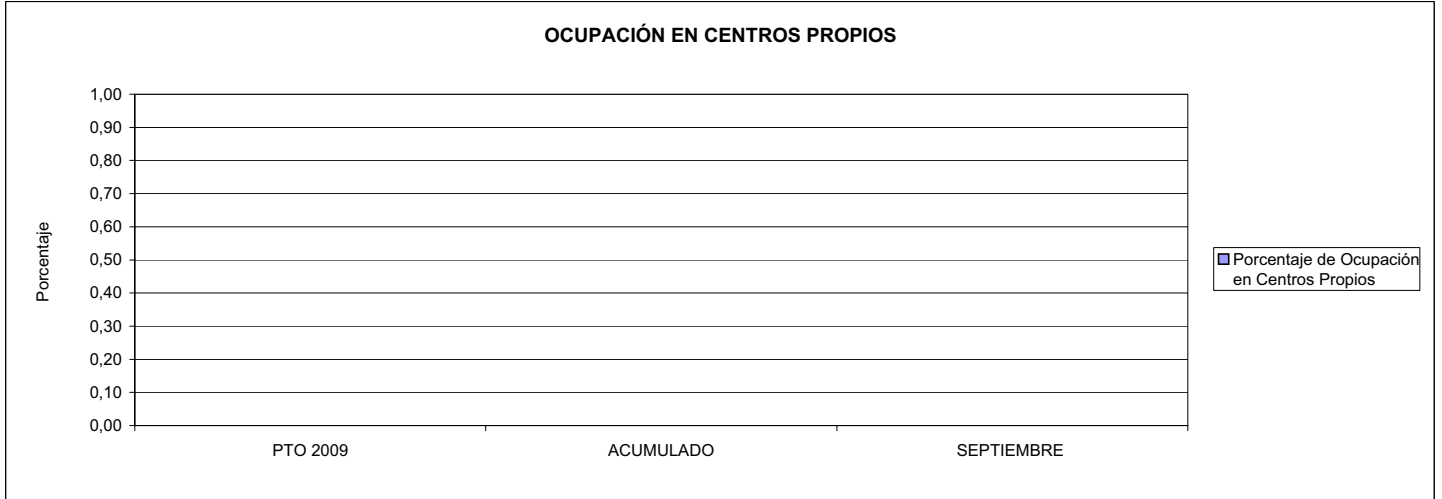 OCUPACIÓN EN CENTROS PROPIOS
1,00
0,90
0,80
0,70
0,60
0,50
0,40
0,30
0,20
0,10
0,00
Porcentaje
PTO 2009
ACUMULADO
SEPTIEMBRE
Porcentaje de Ocupación
en Centros Propios